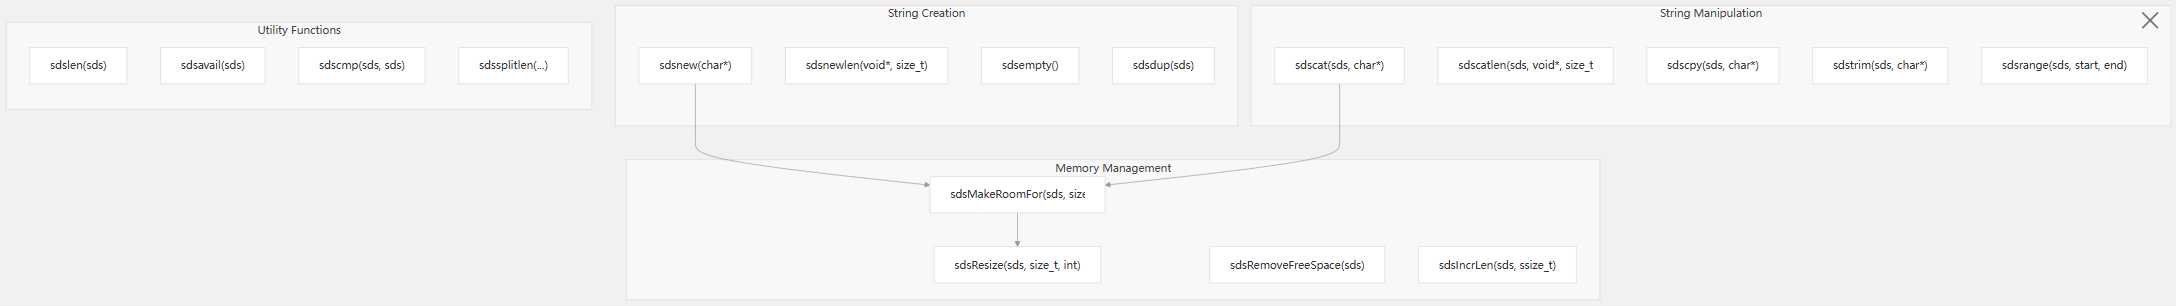 Utility Functions
sdslen(sds)
sdsavail(sds)
sdscmp(sds, sds)
sdssplitlen(...)
String Creation
sdsnew(char*)
sdsnewlen(void*, size_t)
sdsempty()
sdsdup(sds)
String Manipulation
sdscat(sds, char*)
sdscatlen(sds, void*, size_t
sdscpy(sds, char*)
sdstrim(sds, char*)
sdsrange(sds, start, end)
Memory Management
sdsMakeRoomFor(sds, size
sdsResize(sds, size_t, int)
sdsRemoveFreeSpace(sds)
sdsIncrLen(sds, ssize_t)